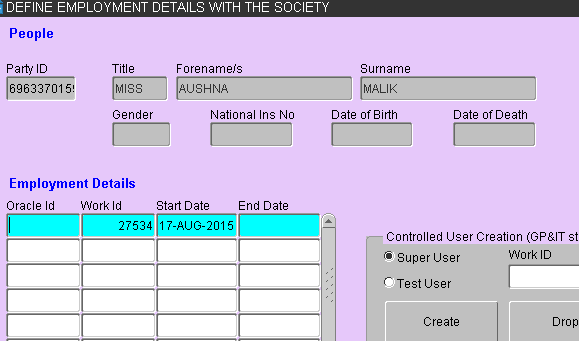 DEFINE EMPLOYMENT DETAILS WITH THE SOCIETY
People
Party ID Title Forename/s Surname
MISS AUSHNA MALIK
Gender National Ins No Date of Birth Date of Death
Employment Details
Oracle Id Work Id Start Date End Date
27534 17-AUG-2015
Controlled User Creation (GP&IT
Super User Work ID
Test User
Create Drop